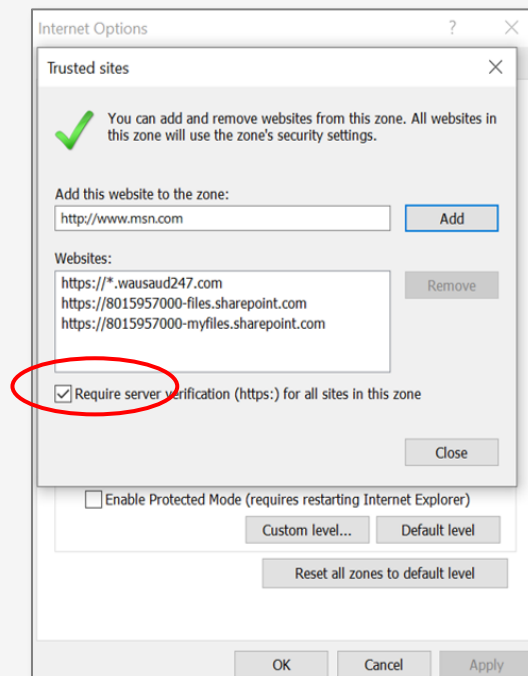 Internet Options
?
Trusted sites
You can add and remove websites from this zone. All websites in
this zone will use the zone's security settings.
Add this website to the zone:
http://www.msn.com
Add
Websites:
https://*.wausaud247.com
https://8015957000-files.sharepoint.com
https://8015957000-myfiles.sharepoint.com
Remove
Require server verification (https:) for all sites in this zone
Close
Enable Protected Mode (requires restarting Internet Explorer)
Custom level...
Default level
Reset all zones to default level
OK
Cancel
Apply